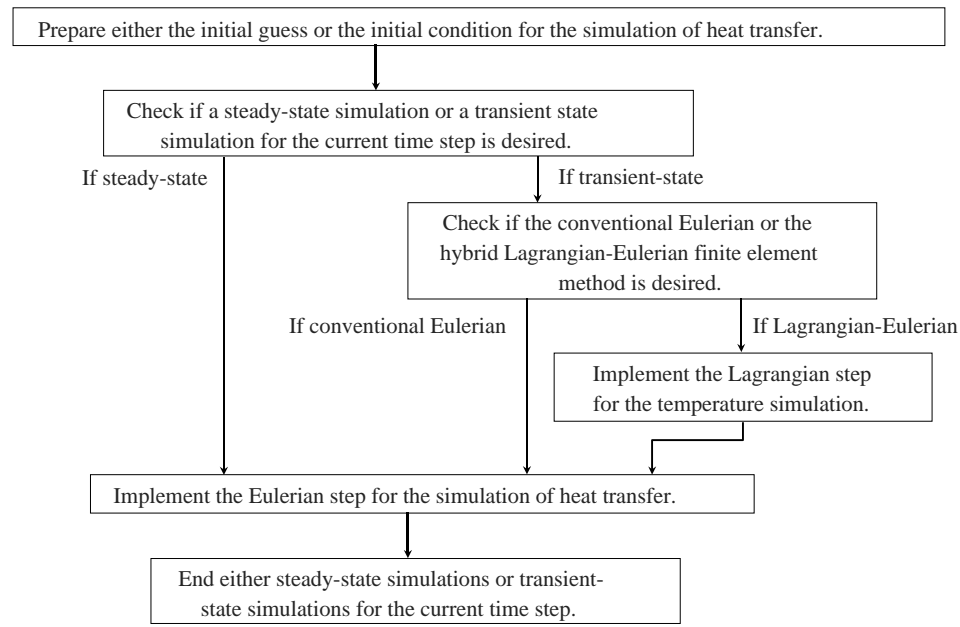 Prepare either the initial guess or the initial condition for the simulation of heat transfer.
Check if a steady-state simulation or a transient state
simulation for the current time step is desired.
If steady-state
If transient-state
Check if the conventional Eulerian or the
hybrid Lagrangian-Eulerian finite element
method is desired.
If conventional Eulerian
If Lagrangian-Eulerian
Implement the Lagrangian step
for the temperature simulation.
Implement the Eulerian step for the simulation of heat transfer.
End either steady-state simulations or transient-
state simulations for the current time step.